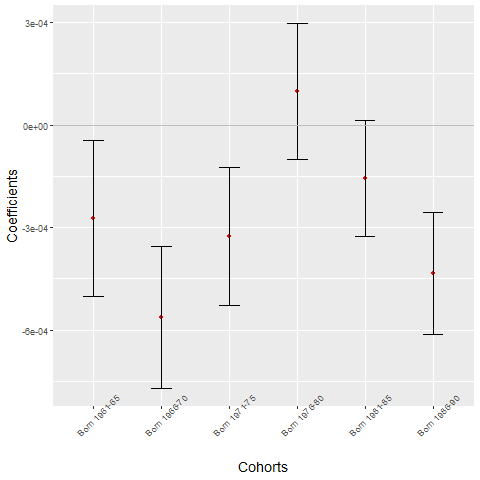 3e-04
0e+00
-3e-04
-6e-04
Coefficients
Born 1961-65
Born 1966-70
Born 1971-75
Born 1976-80
Born 1981-85
Born 1986-90
Cohorts